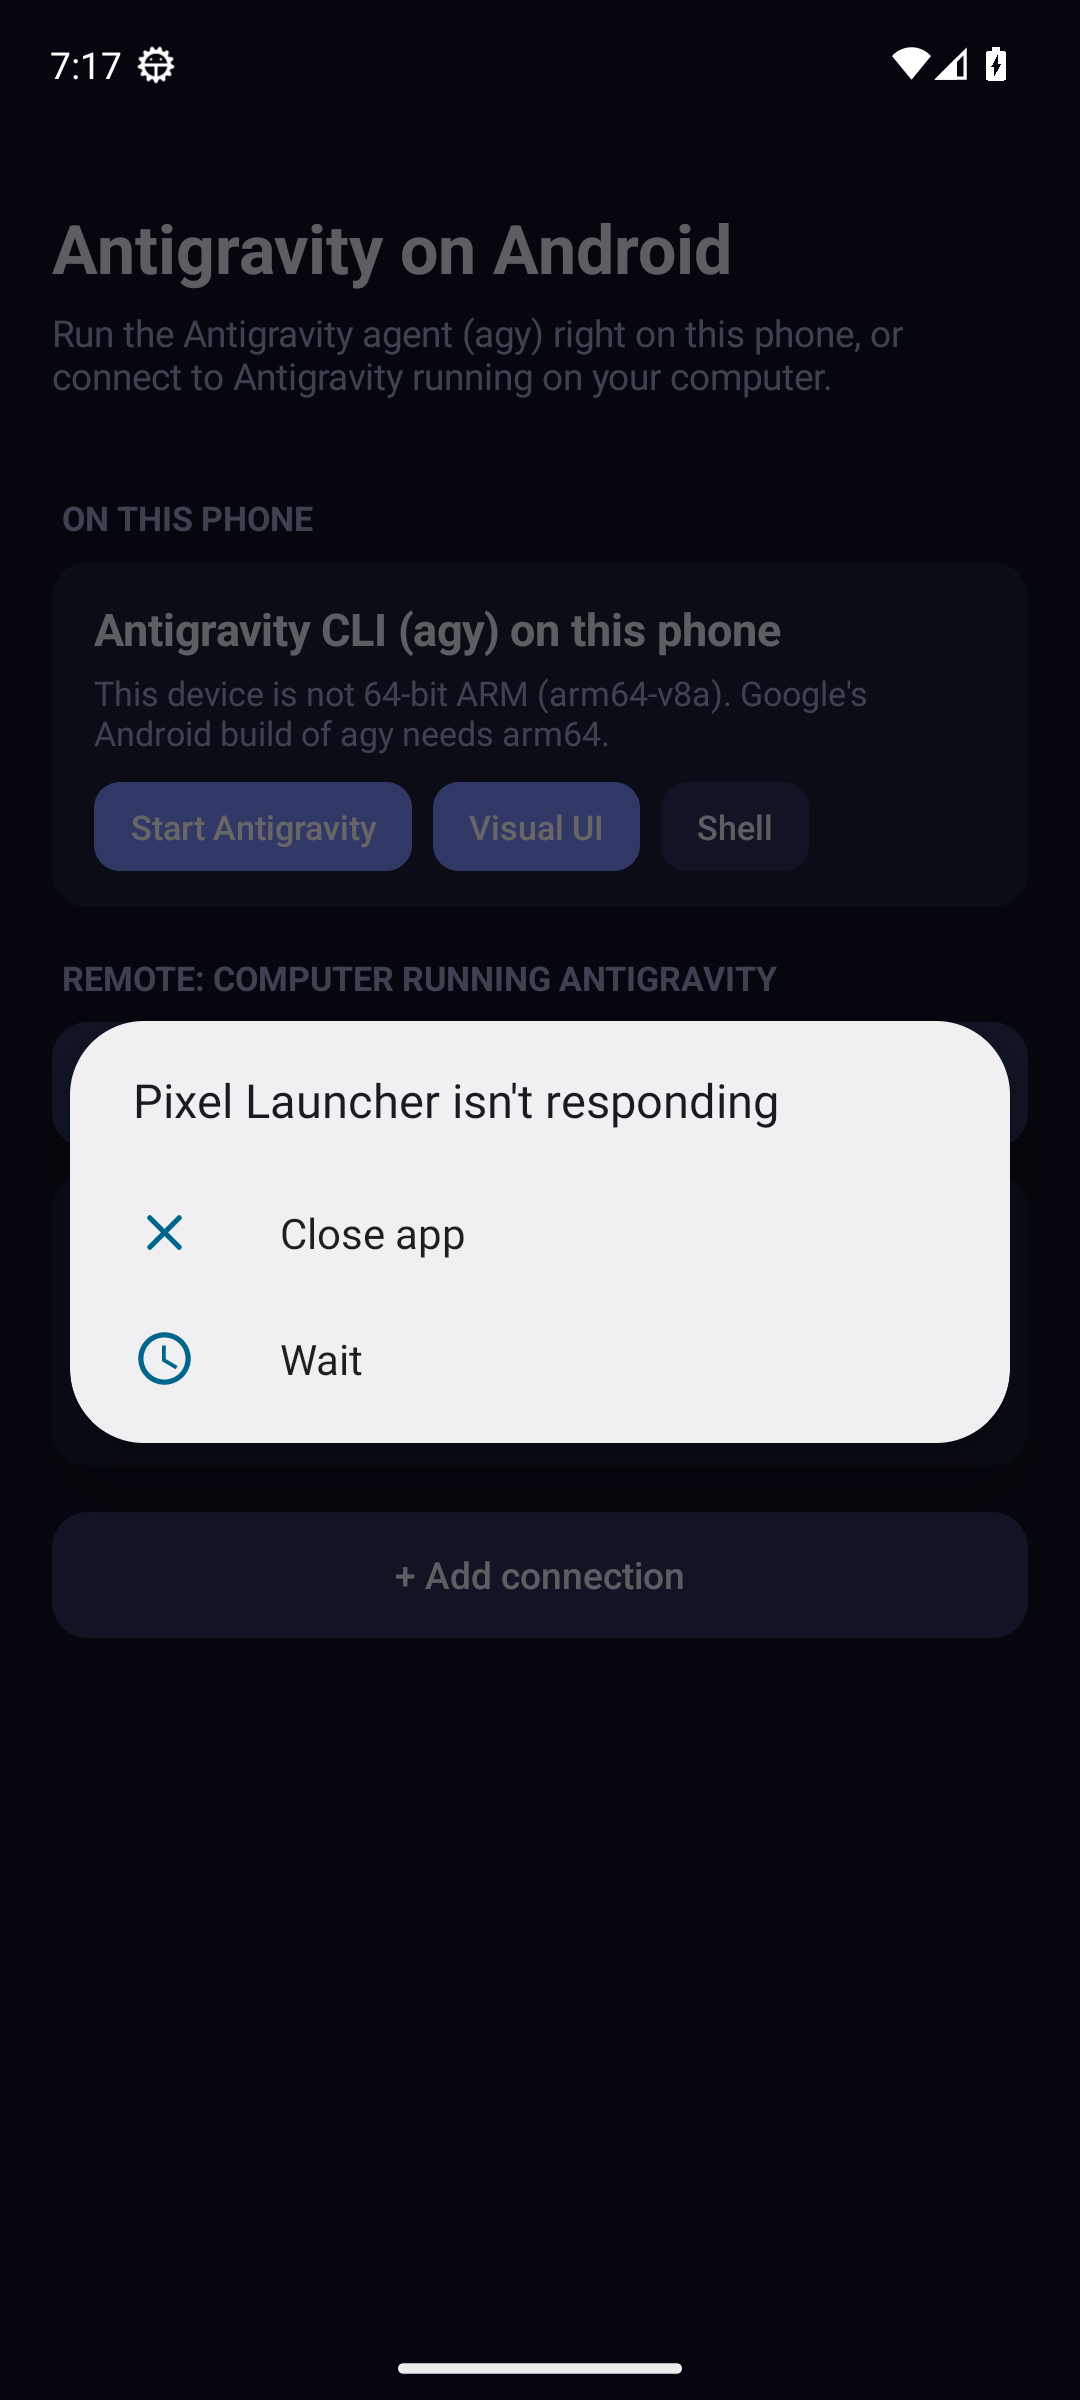 7:17
Antigravity on Android
Run the Antigravity agent (agy) right on this phone, or
connect to Antigravity running on your computer.
ON THIS PHONE
Antigravity CLI (agy) on this phone
This device is not 64-bit ARM (arm64-v8a). Google's
Android build of agy needs arm64.
Start Antigravity Visual UI Shell
REMOTE: COMPUTER RUNNING ANTIGRAVITY
Pixel Launcher isn't responding
Close app
Wait
+ Add connection